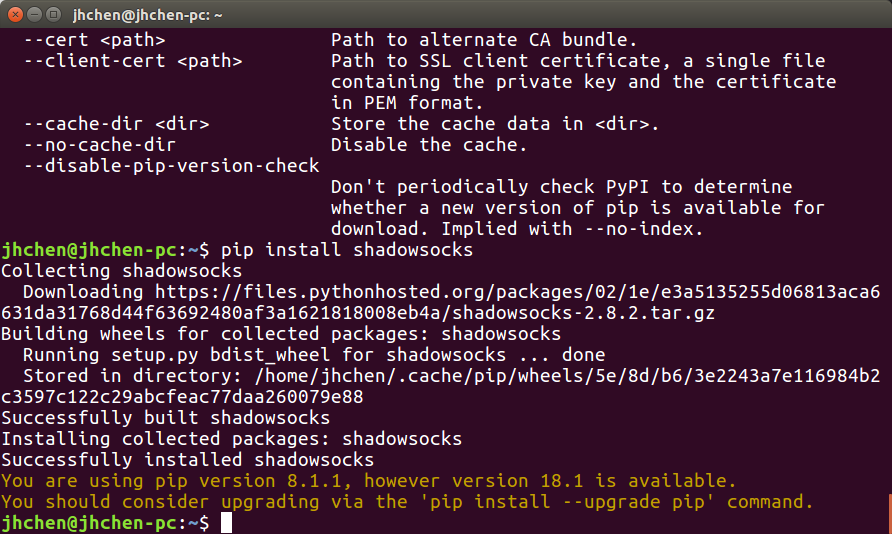 jhchen@jhchen-pc: ~
--cert <path> Path to alternate CA bundle.
--client-cert <path> Path to SSL client certificate, a single file
containing the private key and the certificate
in PEM format.
--cache-dir <dir> Store the cache data in <dir>.
--no-cache-dir Disable the cache.
--disable-pip-version-check
Don't periodically check PyPI to determine
whether a new version of pip is available for
download. Implied with --no-index.
jhchen@jhchen-pc:~$ pip install shadowsocks
Collecting shadowsocks
Downloading https://files.pythonhosted.org/packages/02/1e/e3a5135255d06813aca6
631da31768d44f63692480af3a1621818008eb4a/shadowsocks-2.8.2.tar.gz
Building wheels for collected packages: shadowsocks
Running setup.py bdist_wheel for shadowsocks ... done
Stored in directory: /home/jhchen/.cache/pip/wheels/5e/8d/b6/3e2243a7e116984b2
c3597c122c29abcfeac77daa260079e88
Successfully built shadowsocks
Installing collected packages: shadowsocks
Successfully installed shadowsocks
You are using pip version 8.1.1, however version 18.1 is available.
You should consider upgrading via the 'pip install --upgrade pip' command.
jhchen@jhchen-pc:~$